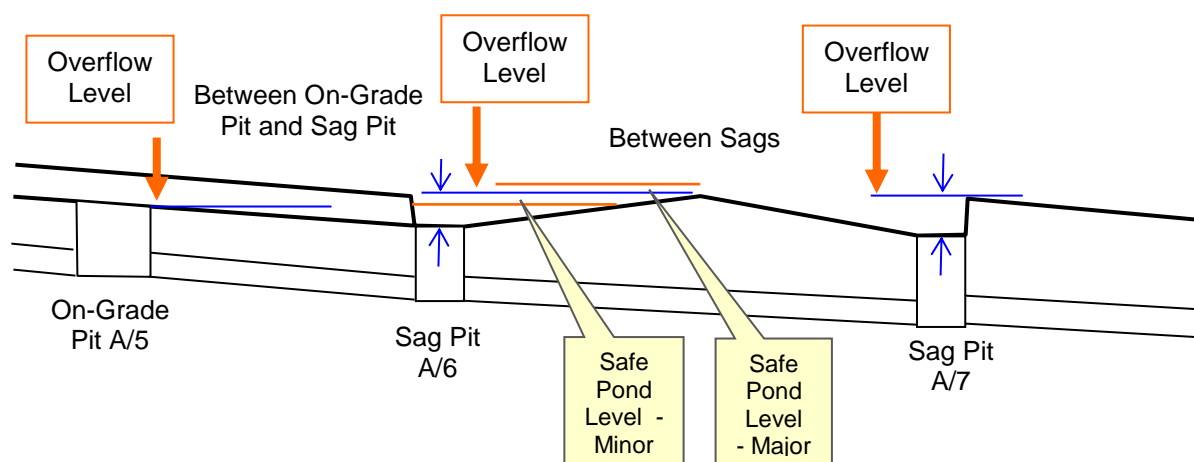 Overflow
Level
Between On-Grade
Pit and Sag Pit
Overflow
Level
Between Sags
Overflow
Level
On-Grade
Pit A/5
Sag Pit
A/6
Safe
Pond
Level -
Minor
Safe
Pond
Level
- Major
Sag Pit
A/7